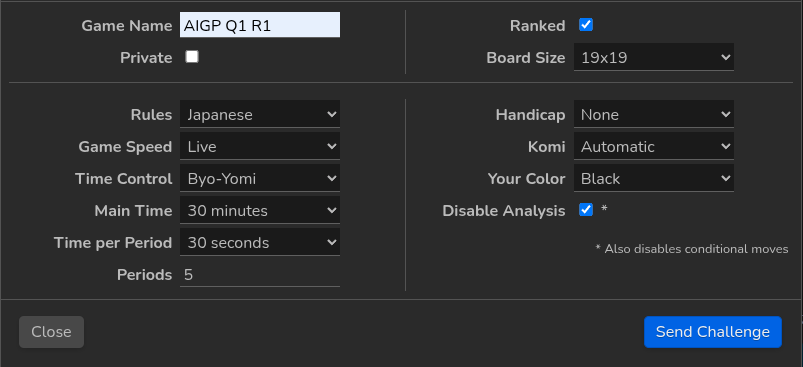 Game Name AIGP Q1 R1 Ranked
Private Board Size 19x19
Rules Japanese Handicap None
Game Speed Live Komi Automatic
Time Control Byo-Yomi Your Color Black
Main Time 30 minutes Disable Analysis *
Time per Period 30 seconds * Also disables conditional moves
Periods 5
Close Send Challenge